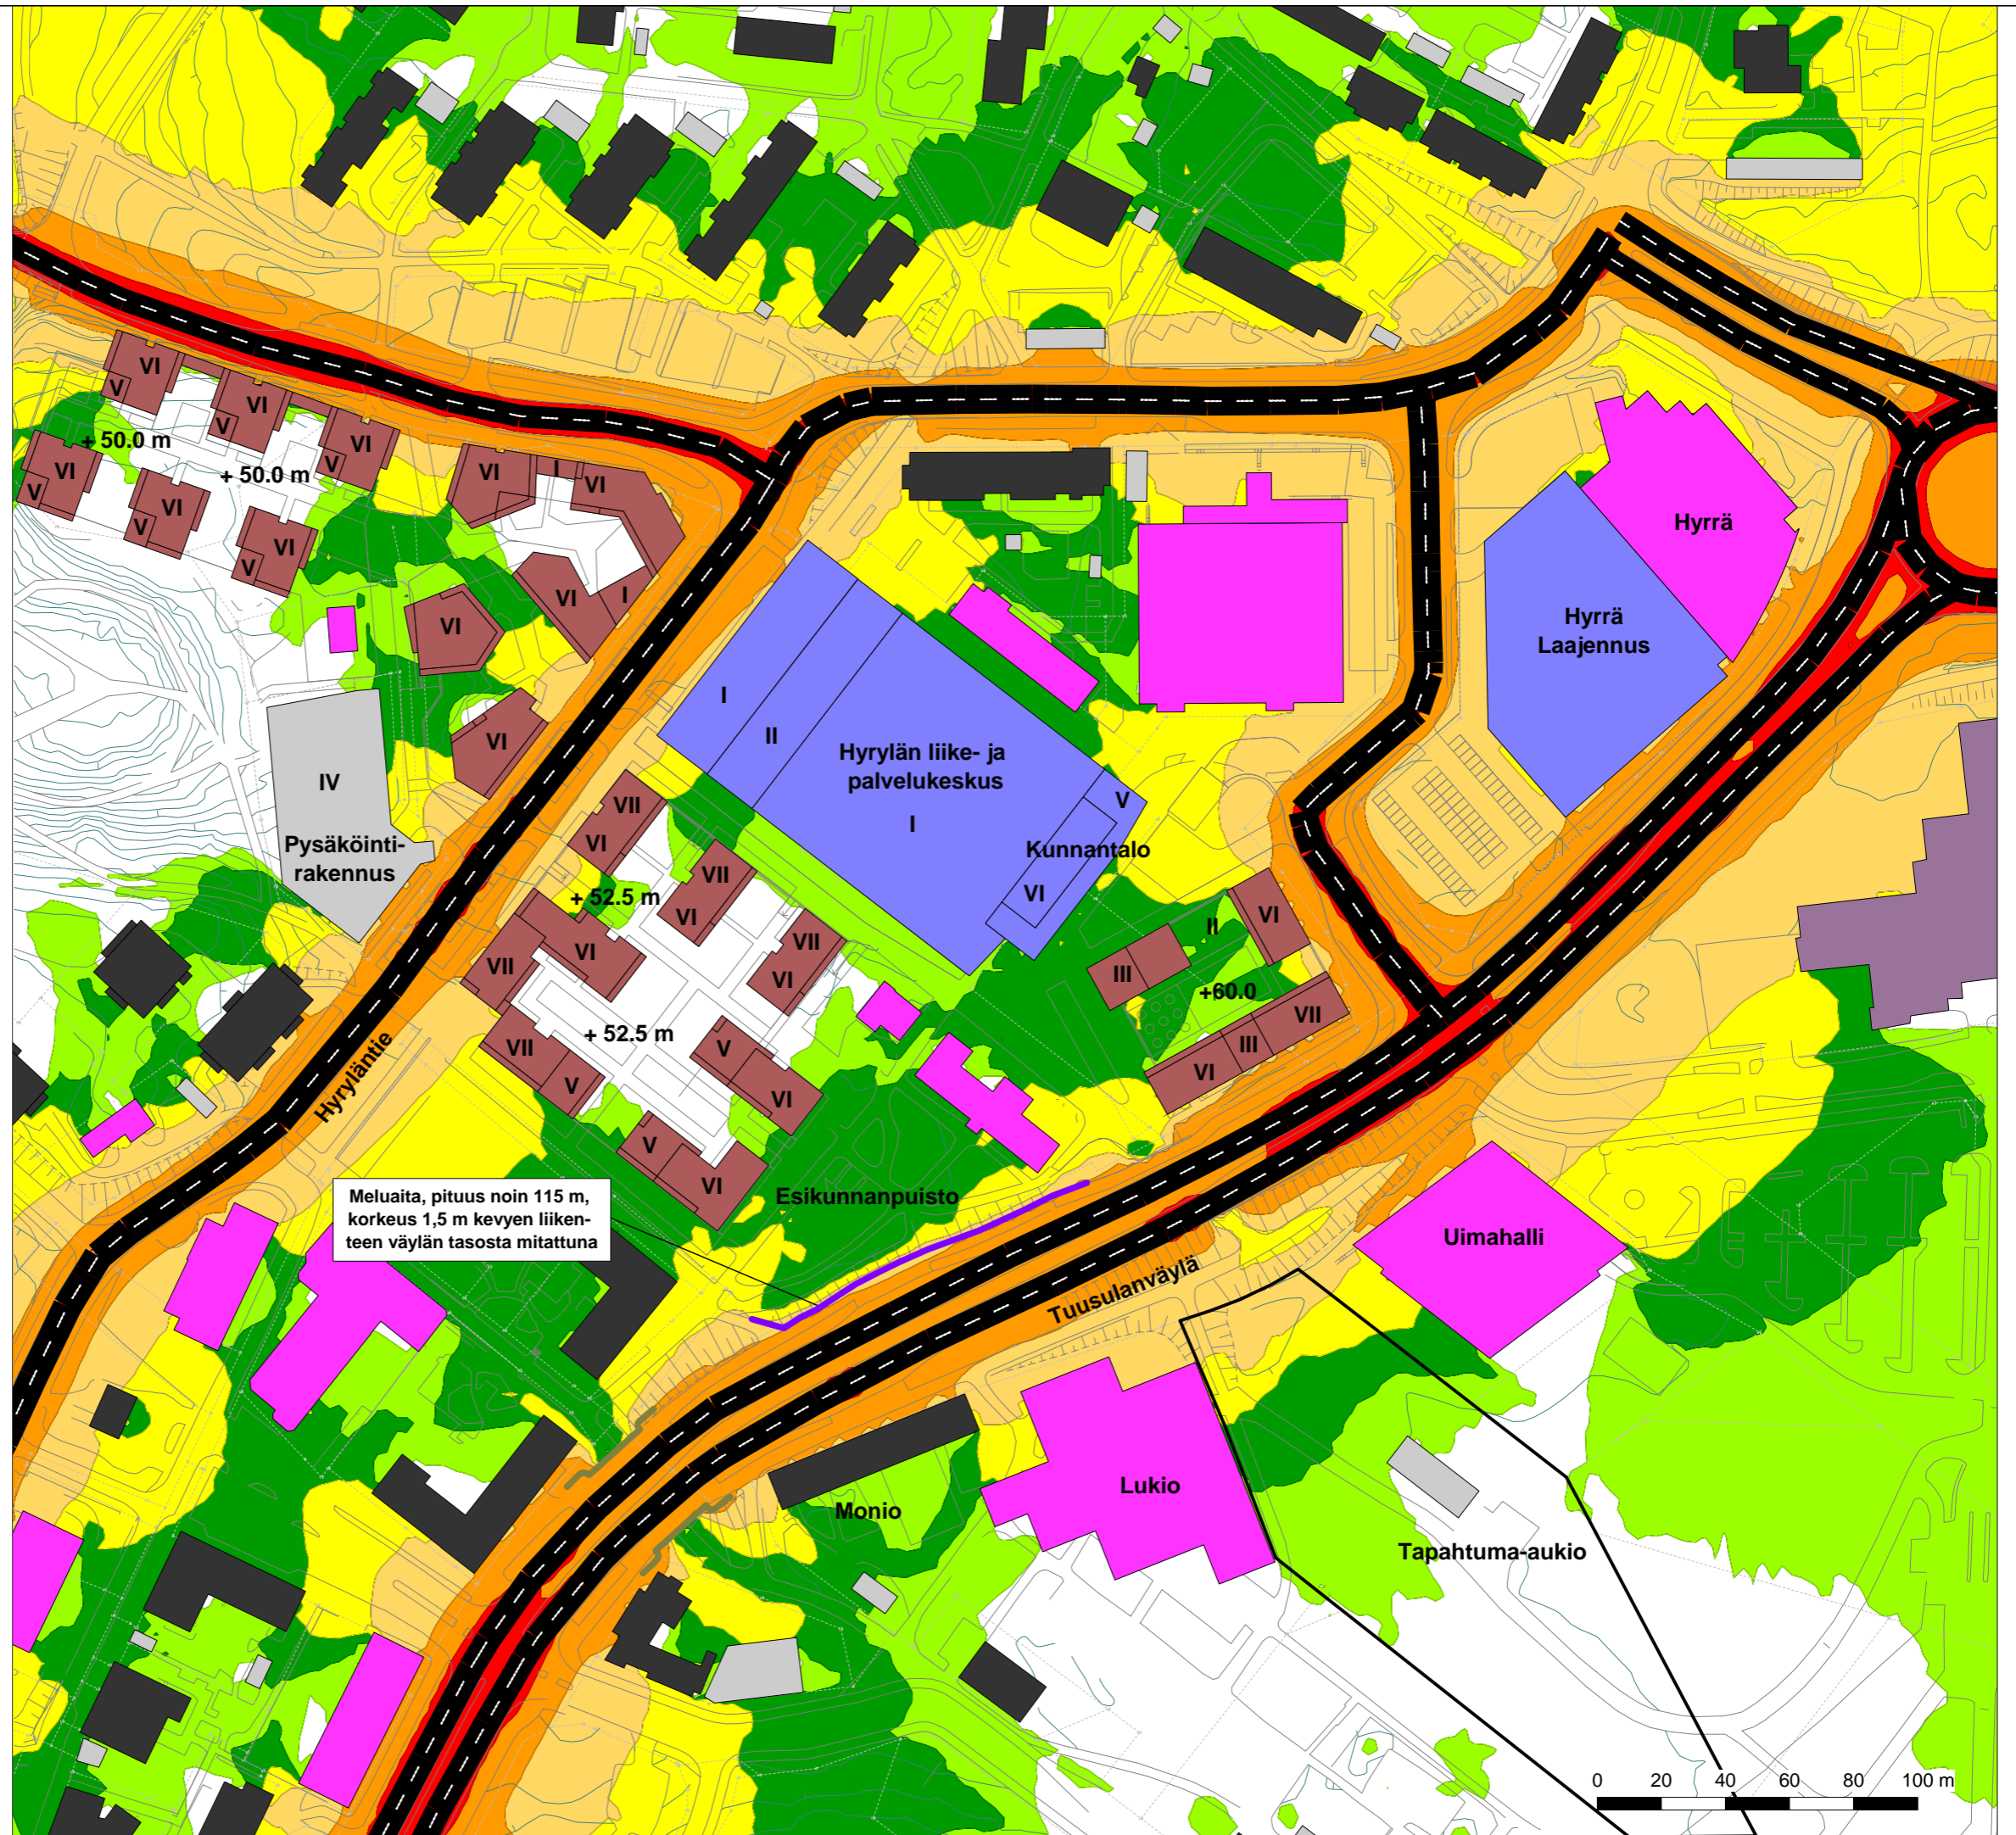 VI
V
VI
V
VI
V
+ 50.0 m
+ 50.0 m
VI
V
VI
V
VI
V
VI
I
VI
VI
I
VI
VI
IV
Pysäköinti-
rakennus
Hyrrä
Hyrrä
Laajennus
I
II
Hyrylän liike- ja
palvelukeskus
I
V
Kunnantalo
VI
VII
VI
+ 52.5 m
VII
VI
VII
VI
VII
VI
+ 52.5 m
VII
V
V
VI
V
VI
II
VI
III
+60.0
VII
III
VI
Hyryläntie
Meluaita, pituus noin 115 m,
korkeus 1,5 m kevyen liiken-
teen väylän tasosta mitattuna
Esikunnanpuisto
Tuusulanväylä
Uimahalli
Lukio
Monio
Tapahtuma-aukio
0 20 40 60 80 100 m